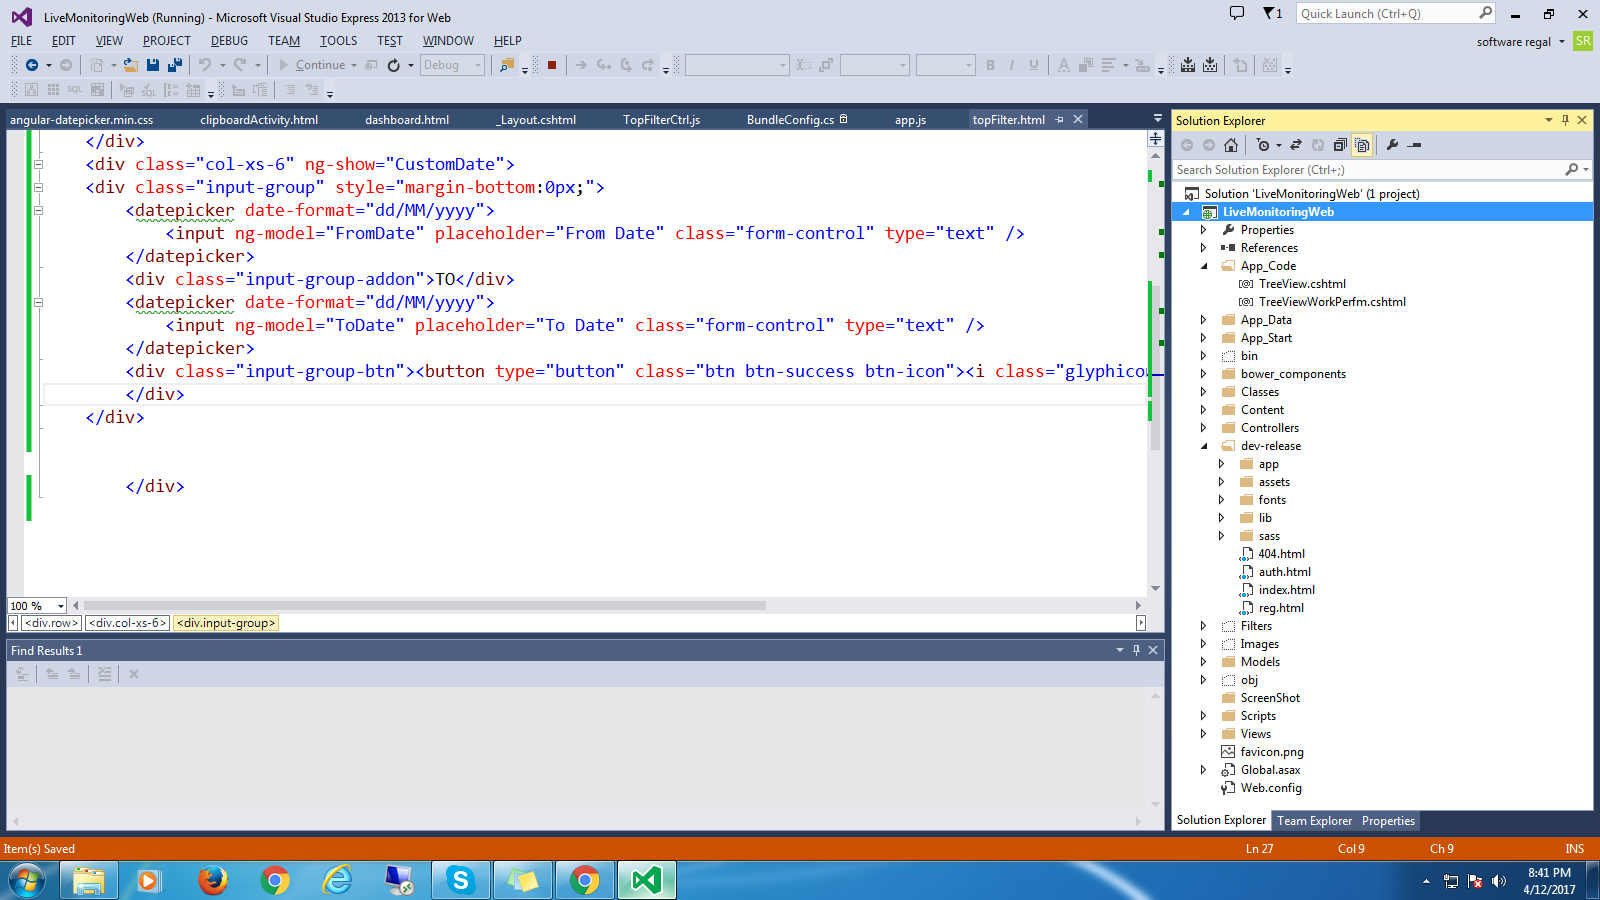 LiveMonitoringWeb (Running) - Microsoft Visual Studio Express 2013 for Web
1
Quick Launch (Ctrl+Q)
FILE EDIT VIEW PROJECT DEBUG TEAM TOOLS TEST WINDOW HELP
software regal SR
Continue Debug
SQL SQL
angular-datepicker.min.css clipboardActivity.html dashboard.html _Layout.cshtml TopFilterCtrl.js BundleConfig.cs app.js topFilter.html
</div>
<div class="col-xs-6" ng-show="CustomDate">
<div class="input-group" style="margin-bottom:0px;">
<datepicker date-format="dd/MM/yyyy">
<input ng-model="FromDate" placeholder="From Date" class="form-control" type="text" />
</datepicker>
<div class="input-group-addon">TO</div>
<datepicker date-format="dd/MM/yyyy">
<input ng-model="ToDate" placeholder="To Date" class="form-control" type="text" />
</datepicker>
<div class="input-group-btn"><button type="button" class="btn btn-success btn-icon"><i class="glyphico
</div>
</div>
</div>
100 %
<div.row> <div.col-xs-6> <div.input-group>
Find Results 1
Solution Explorer
Search Solution Explorer (Ctrl+;)
Solution 'LiveMonitoringWeb' (1 project)
LiveMonitoringWeb
Properties
References
App_Code
TreeView.cshtml
TreeViewWorkPerfm.cshtml
App_Data
App_Start
bin
bower_components
Classes
Content
Controllers
dev-release
app
assets
fonts
lib
sass
404.html
auth.html
index.html
reg.html
Filters
Images
Models
obj
ScreenShot
Scripts
Views
favicon.png
Global.asax
Web.config
Solution Explorer Team Explorer Properties
Item(s) Saved
Ln 27 Col 9 Ch 9 INS
8:41 PM
4/12/2017